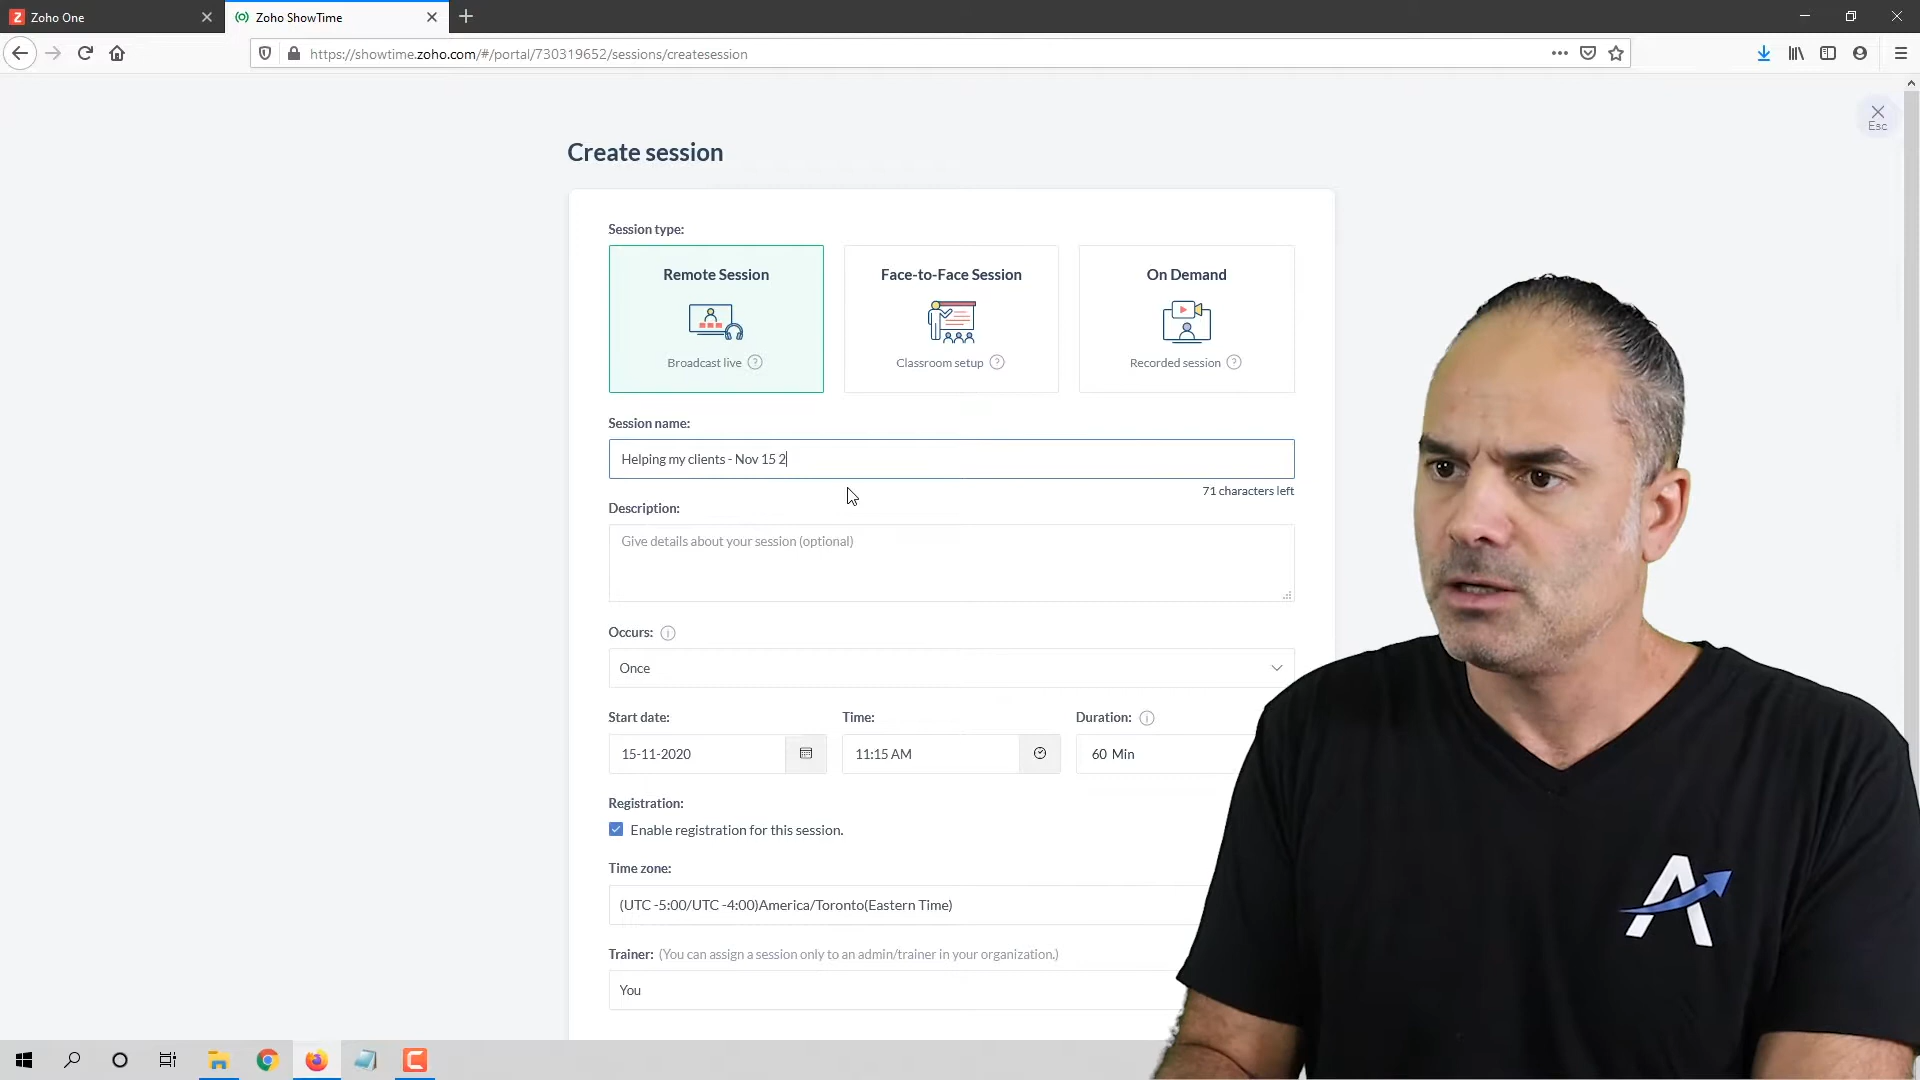 Zoho One
Zoho ShowTime
https://showtime.zoho.com/#/portal/730319652/sessions/createsession
Esc
Create session
Session type:
Remote Session
Broadcast live
Face-to-Face Session
Classroom setup
On Demand
Recorded session
Session name:
Helping my clients - Nov 15 2
71 characters left
Description:
Give details about your session (optional)
Occurs:
Once
Start date: Time: Duration:
15-11-2020 11:15 AM 60 Min
Registration:
Enable registration for this session.
Time zone:
(UTC -5:00/UTC -4:00)America/Toronto(Eastern Time)
Trainer: (You can assign a session only to an admin/trainer in your organization.)
You